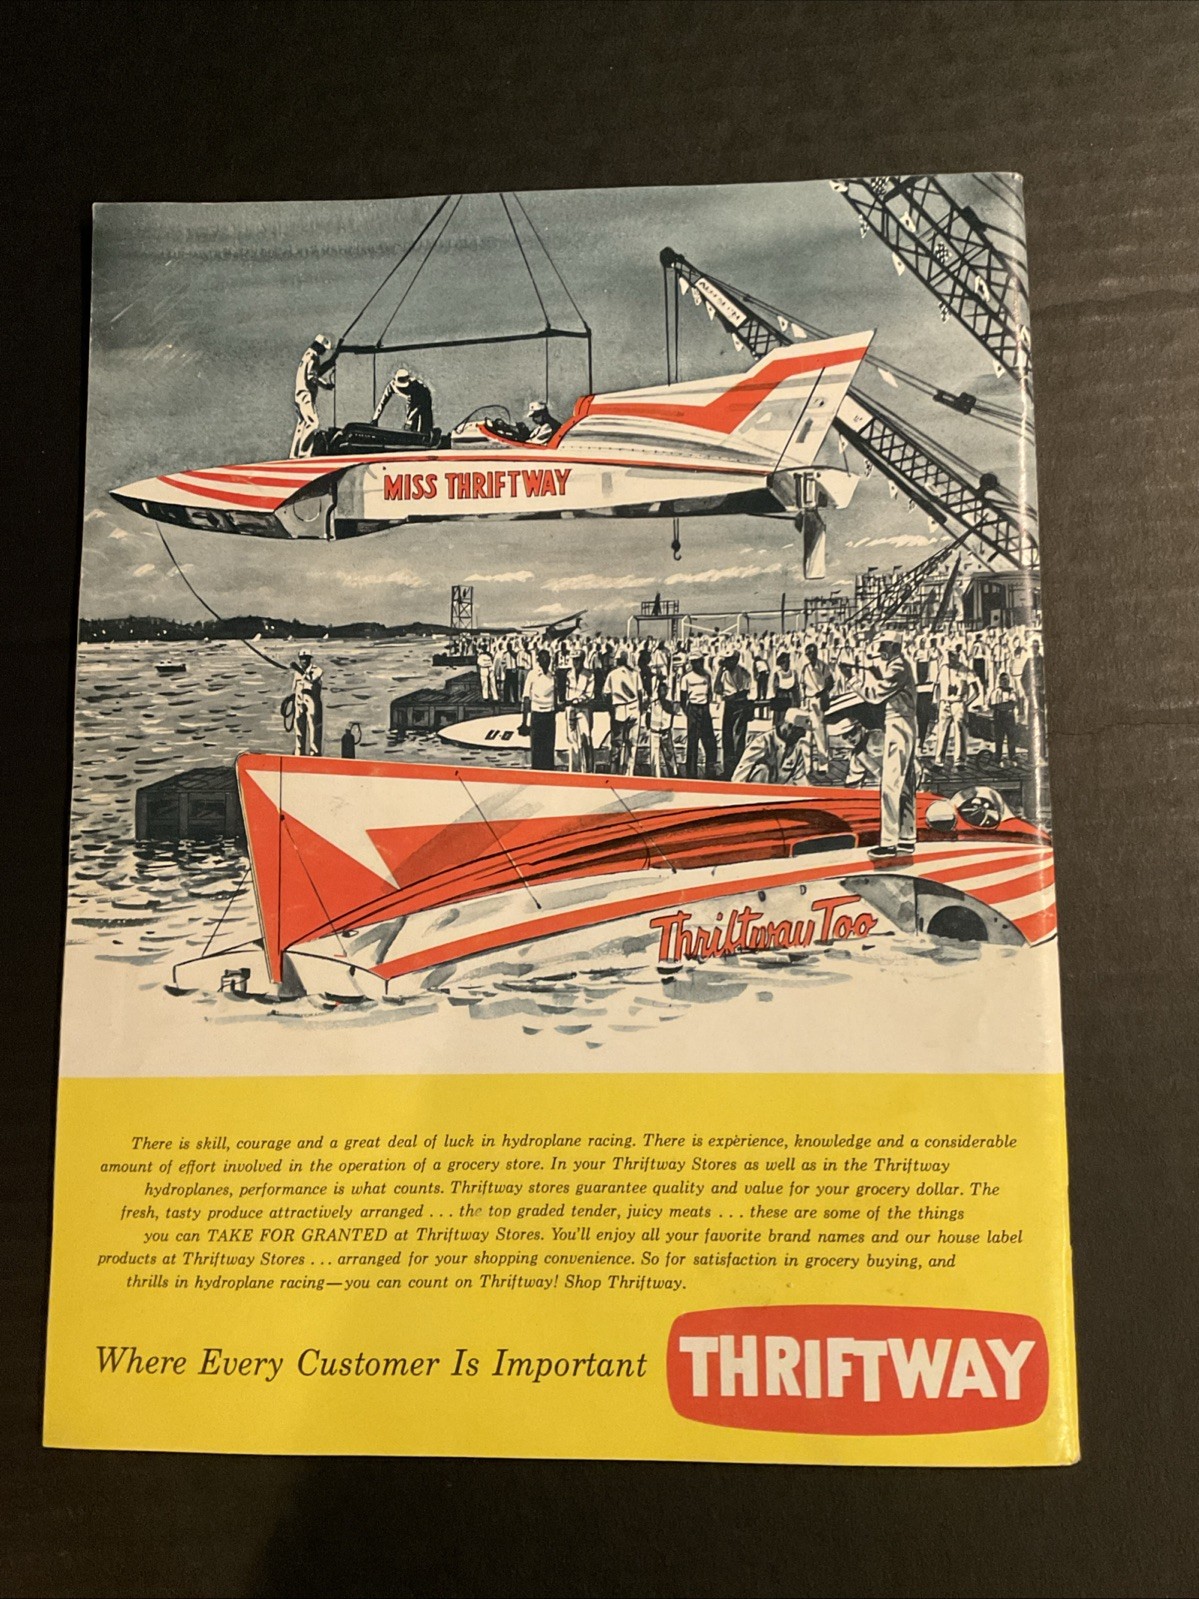 MISS THRIFTWAY
U-8
Thriftway Too
There is skill, courage and a great deal of luck in hydroplane racing. There is experience, knowledge and a considerable
amount of effort involved in the operation of a grocery store. In your Thriftway Stores as well as in the Thriftway
hydroplanes, performance is what counts. Thriftway stores guarantee quality and value for your grocery dollar. The
fresh, tasty produce attractively arranged . . . the top graded tender, juicy meats . . . these are some of the things
you can TAKE FOR GRANTED at Thriftway Stores. You'll enjoy all your favorite brand names and our house label
products at Thriftway Stores . . . arranged for your shopping convenience. So for satisfaction in grocery buying, and
thrills in hydroplane racing—you can count on Thriftway! Shop Thriftway.
Where Every Customer Is Important
THRIFTWAY